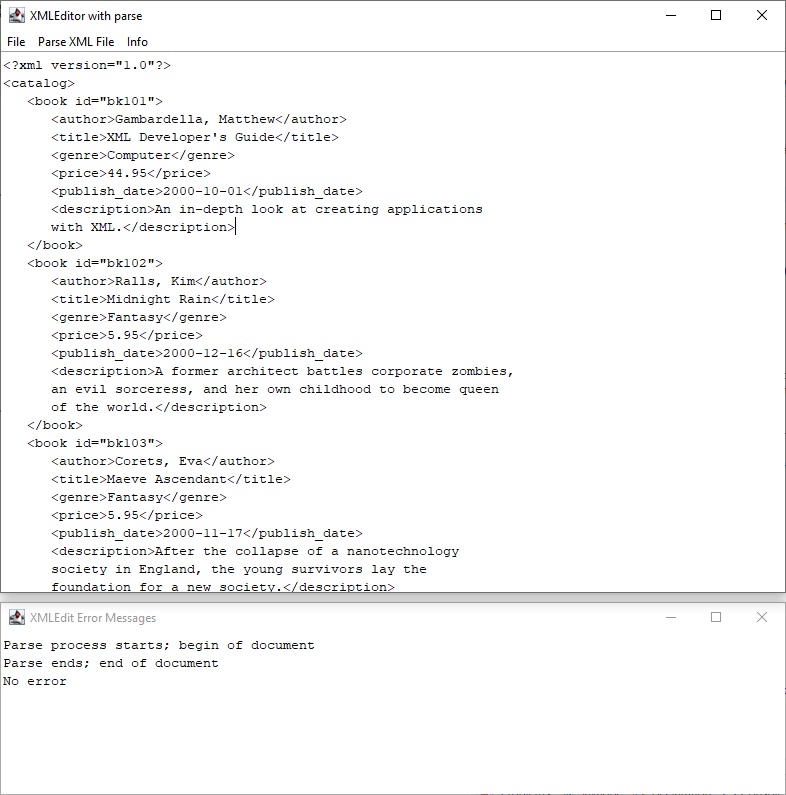 XMLEditor with parse
File Parse XML File Info
<?xml version="1.0"?>
<catalog>
   <book id="bk101">
      <author>Gambardella, Matthew</author>
      <title>XML Developer's Guide</title>
      <genre>Computer</genre>
      <price>44.95</price>
      <publish_date>2000-10-01</publish_date>
      <description>An in-depth look at creating applications
      with XML.</description>
   </book>
   <book id="bk102">
      <author>Ralls, Kim</author>
      <title>Midnight Rain</title>
      <genre>Fantasy</genre>
      <price>5.95</price>
      <publish_date>2000-12-16</publish_date>
      <description>A former architect battles corporate zombies,
      an evil sorceress, and her own childhood to become queen
      of the world.</description>
   </book>
   <book id="bk103">
      <author>Corets, Eva</author>
      <title>Maeve Ascendant</title>
      <genre>Fantasy</genre>
      <price>5.95</price>
      <publish_date>2000-11-17</publish_date>
      <description>After the collapse of a nanotechnology
      society in England, the young survivors lay the
      foundation for a new society.</description>
XMLEdit Error Messages
Parse process starts; begin of document
Parse ends; end of document
No error